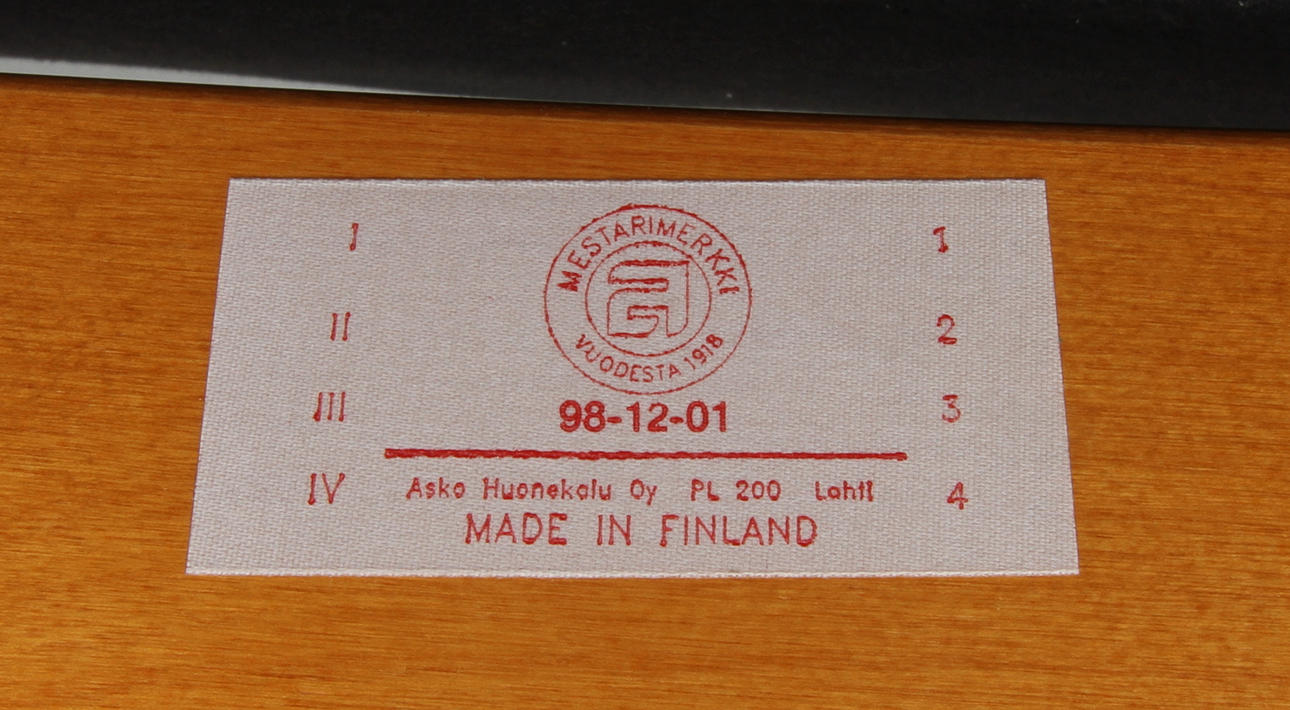 MESTARIMERKKI
a
VUODESTA 1918
I 1
II 2
98-12-01
III 3
IV Asko Huonekalu Oy PL 200 Lahti 4
MADE IN FINLAND